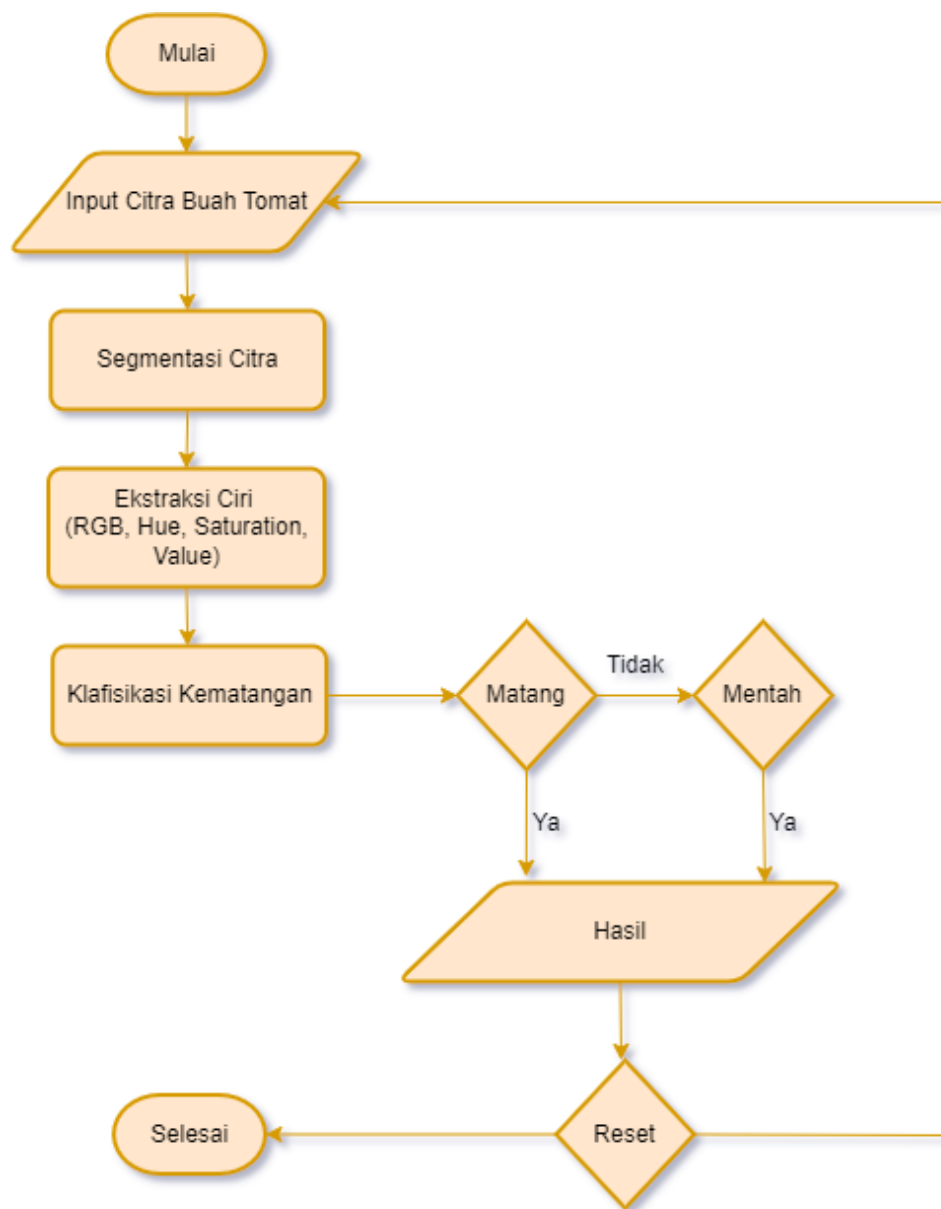 Mulai
Input Citra Buah Tomat
Segmentasi Citra
Ekstraksi Ciri
(RGB, Hue, Saturation,
Value)
Klafisikasi Kematangan
Matang
Tidak
Mentah
Ya
Ya
Hasil
Reset
Selesai